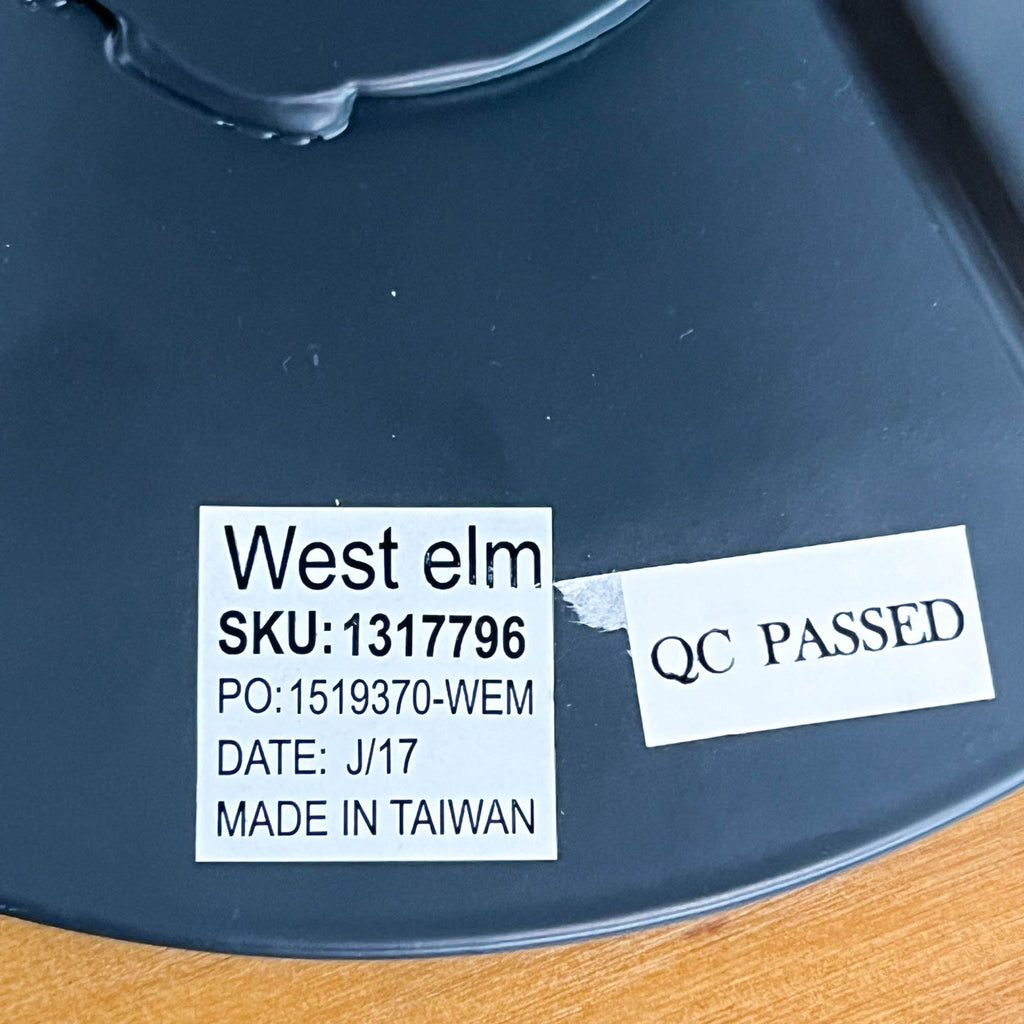 West elm
SKU: 1317796
PO: 1519370-WEM
DATE: J/17
MADE IN TAIWAN
QC PASSED